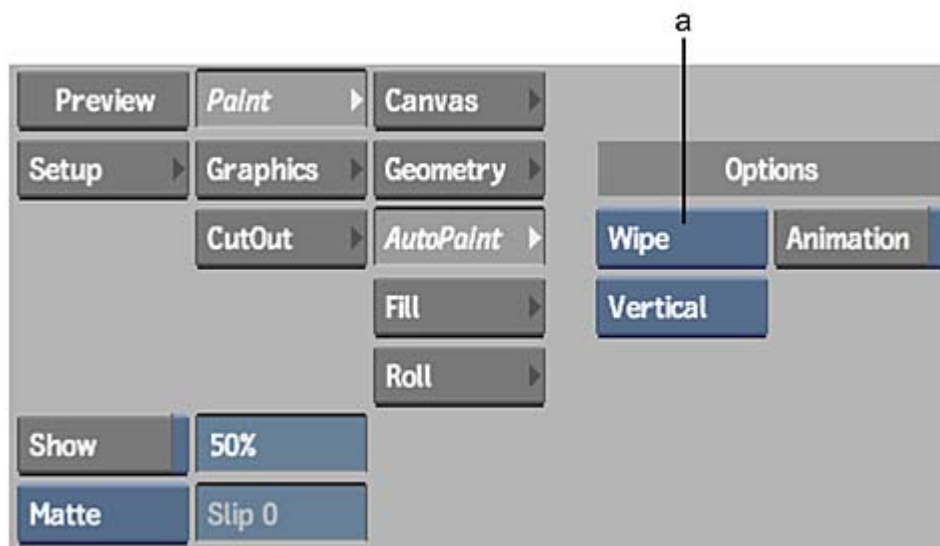 a
Preview Paint Canvas
Setup Graphics Geometry Options
CutOut AutoPaint Wipe Animation
Fill Vertical
Roll
Show 50%
Matte Slip 0